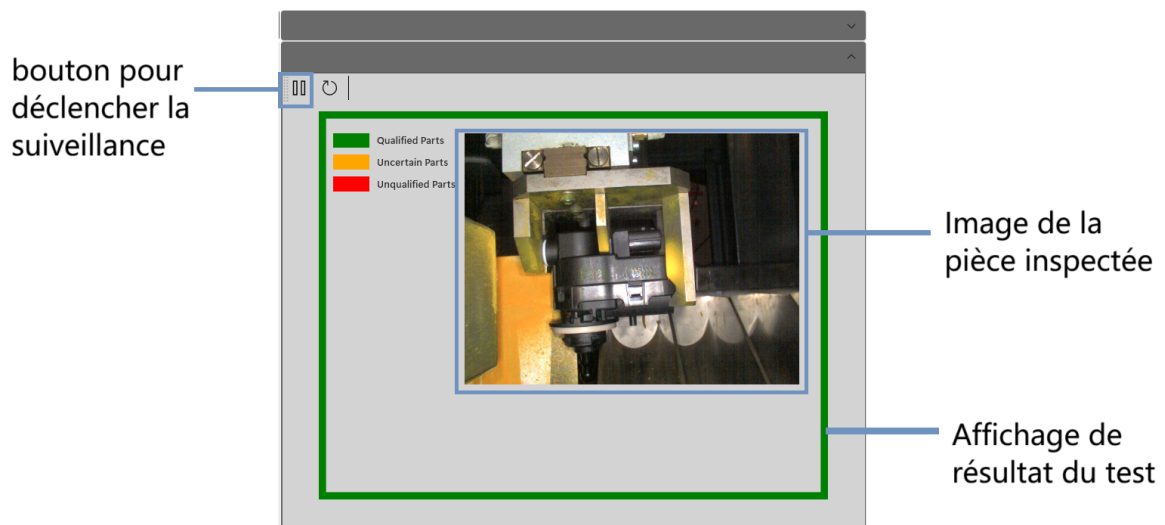 bouton pour
déclencher la
suiveillance
Qualified Parts
Uncertain Parts
Unqualified Parts
Image de la
pièce inspectée
Affichage de
résultat du test